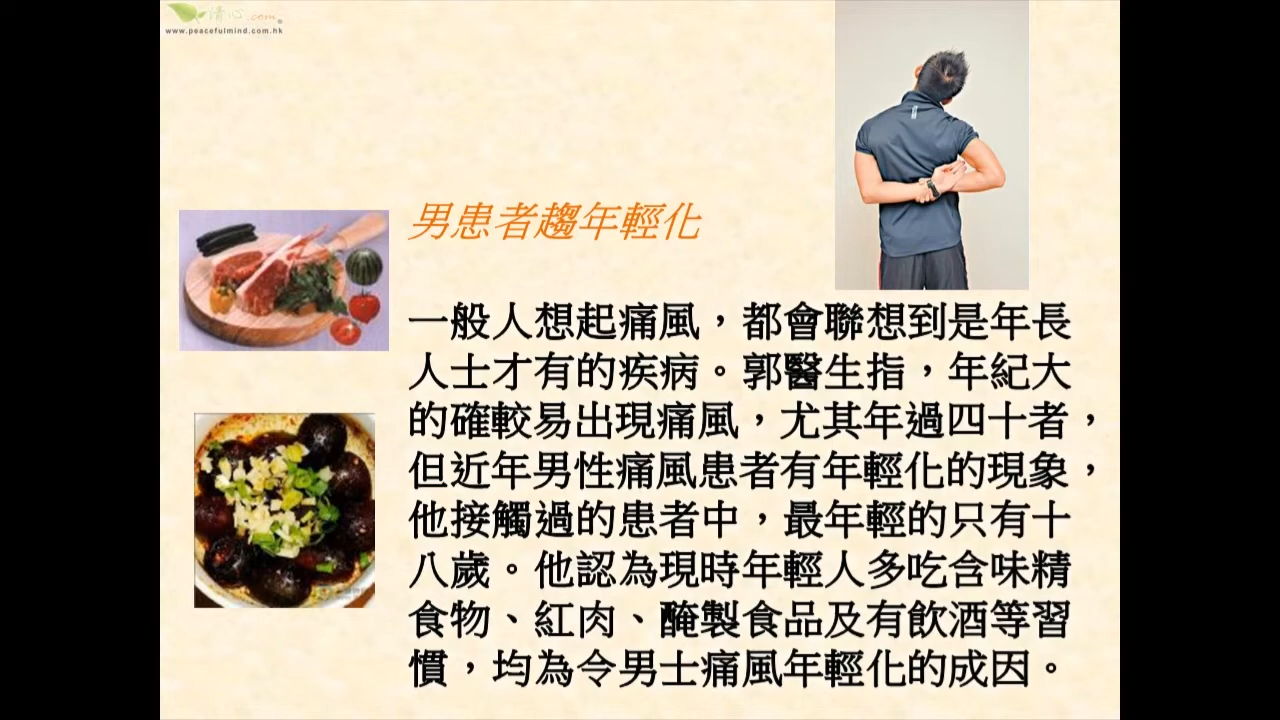 清心.com
www.peacefulmind.com.hk
男患者趨年輕化
一般人想起痛風，都會聯想到是年長
人士才有的疾病。郭醫生指，年紀大
的確較易出現痛風，尤其年過四十者，
但近年男性痛風患者有年輕化的現象，
他接觸過的患者中，最年輕的只有十
八歲。他認為現時年輕人多吃含味精
食物、紅肉、醃製食品及有飲酒等習
慣，均為令男士痛風年輕化的成因。